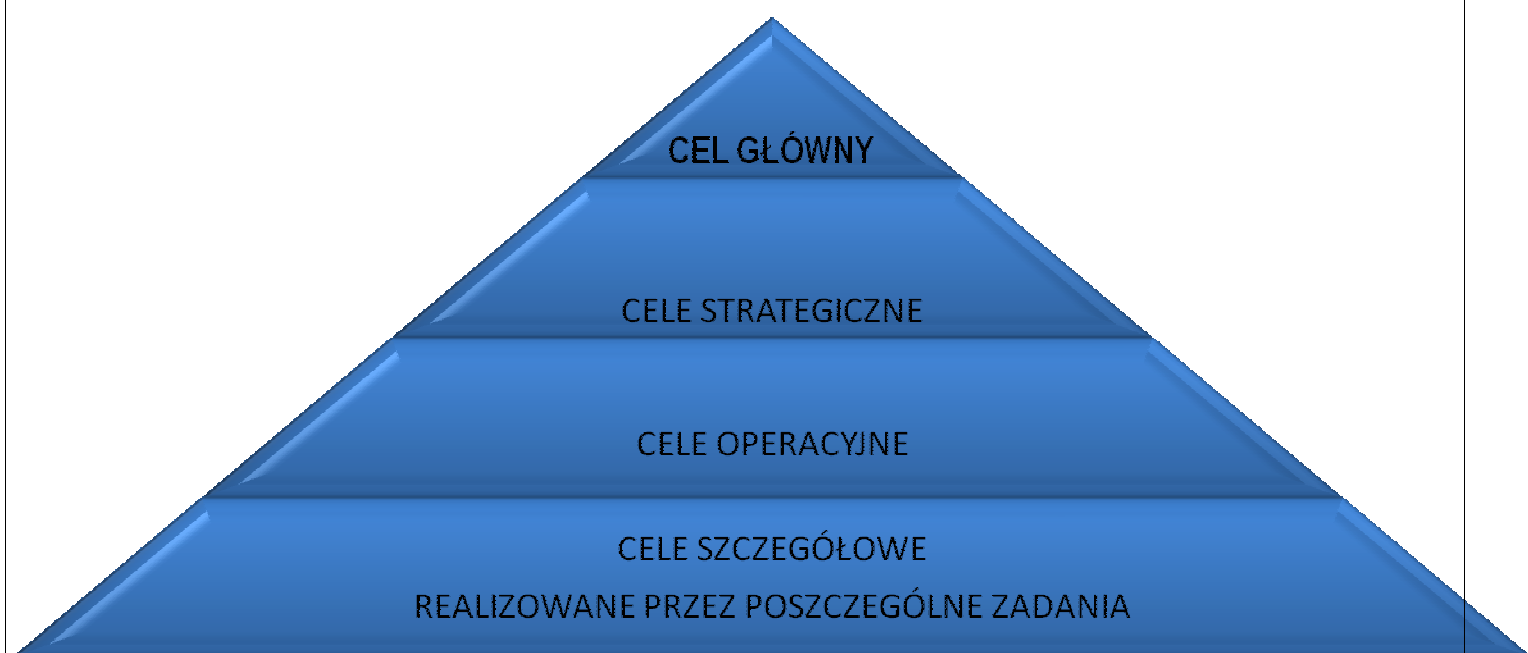 CEL GŁÓWNY
CELE STRATEGICZNE
CELE OPERACYJNE
CELE SZCZEGÓŁOWE
REALIZOWANE PRZEZ POSZCZEGÓLNE ZADANIA